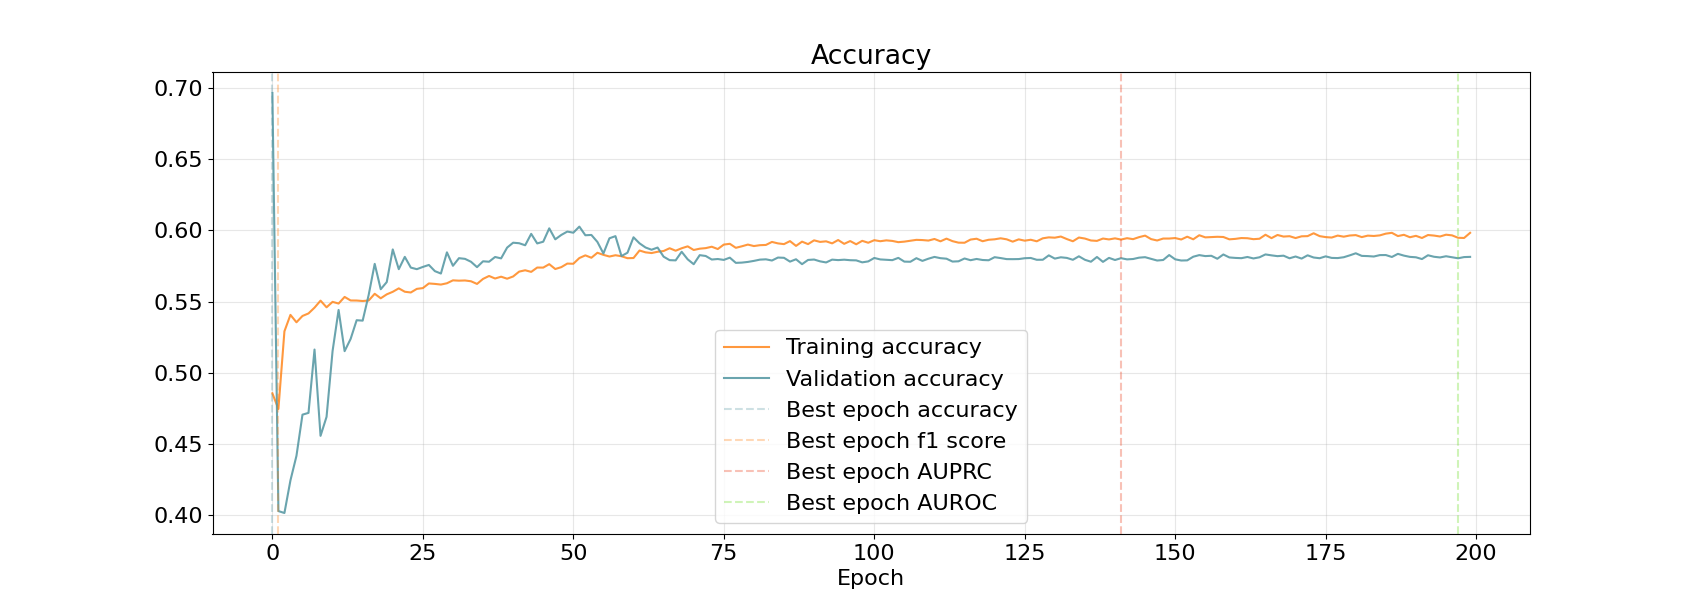 Accuracy
0.70
0.65
0.60
0.55
0.50
0.45
0.40
Training accuracy
Validation accuracy
Best epoch accuracy
Best epoch f1 score
Best epoch AUPRC
Best epoch AUROC
0 25 50 75 100 125 150 175 200
Epoch